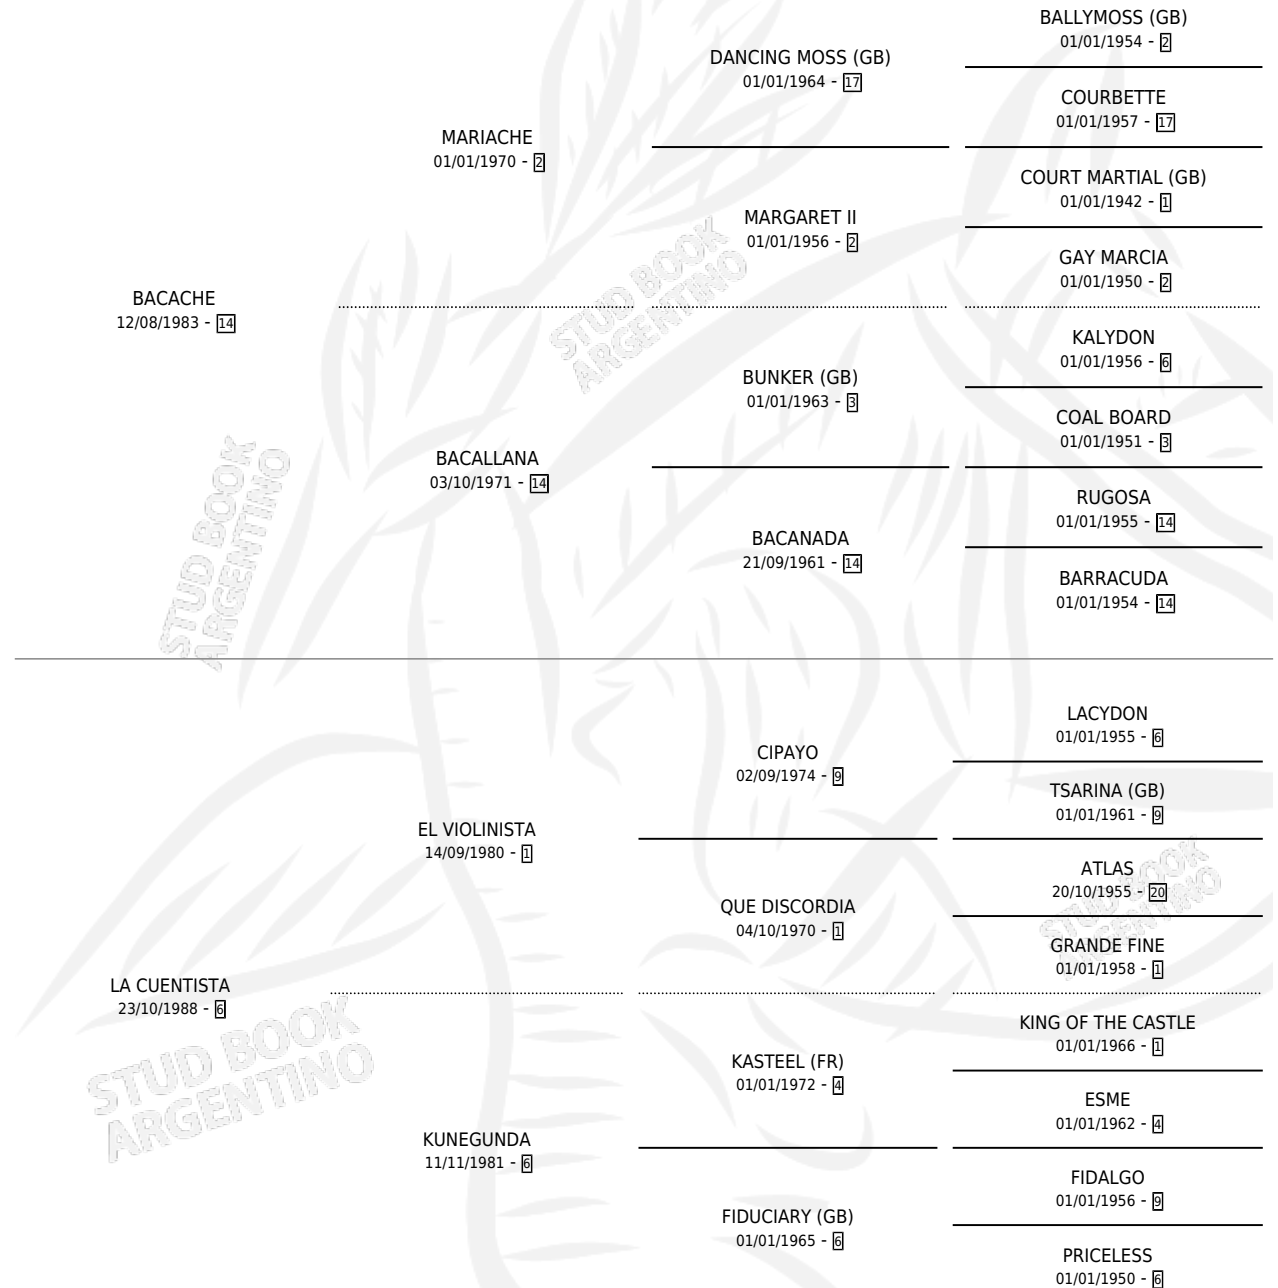 BALLYMOSS (GB)
01/01/1954 - 2
DANCING MOSS (GB)
01/01/1964 - 17
COURBETTE
01/01/1957 - 17
MARIACHE
01/01/1970 - 2
COURT MARTIAL (GB)
01/01/1942 - 1
MARGARET II
01/01/1956 - 2
GAY MARCIA
01/01/1950 - 2
BACACHE
12/08/1983 - 14
KALYDON
01/01/1956 - 6
BUNKER (GB)
01/01/1963 - 3
COAL BOARD
01/01/1951 - 3
BACALLANA
03/10/1971 - 14
RUGOSA
01/01/1955 - 14
BACANADA
21/09/1961 - 14
BARRACUDA
01/01/1954 - 14
LACYDON
01/01/1955 - 6
CIPAYO
02/09/1974 - 9
TSARINA (GB)
01/01/1961 - 9
EL VIOLINISTA
14/09/1980 - 1
ATLAS
20/10/1955 - 20
QUE DISCORDIA
04/10/1970 - 1
GRANDE FINE
01/01/1958 - 1
LA CUENTISTA
23/10/1988 - 6
KING OF THE CASTLE
01/01/1966 - 1
KASTEEL (FR)
01/01/1972 - 4
ESME
01/01/1962 - 4
KUNEGUNDA
11/11/1981 - 6
FIDALGO
01/01/1956 - 9
FIDUCIARY (GB)
01/01/1965 - 6
PRICELESS
01/01/1950 - 6
STUD BOOK
ARGENTINO
STUD BOOK
ARGENTINO
STUD BOOK
ARGENTINO
STUD BOOK
ARGENTINO